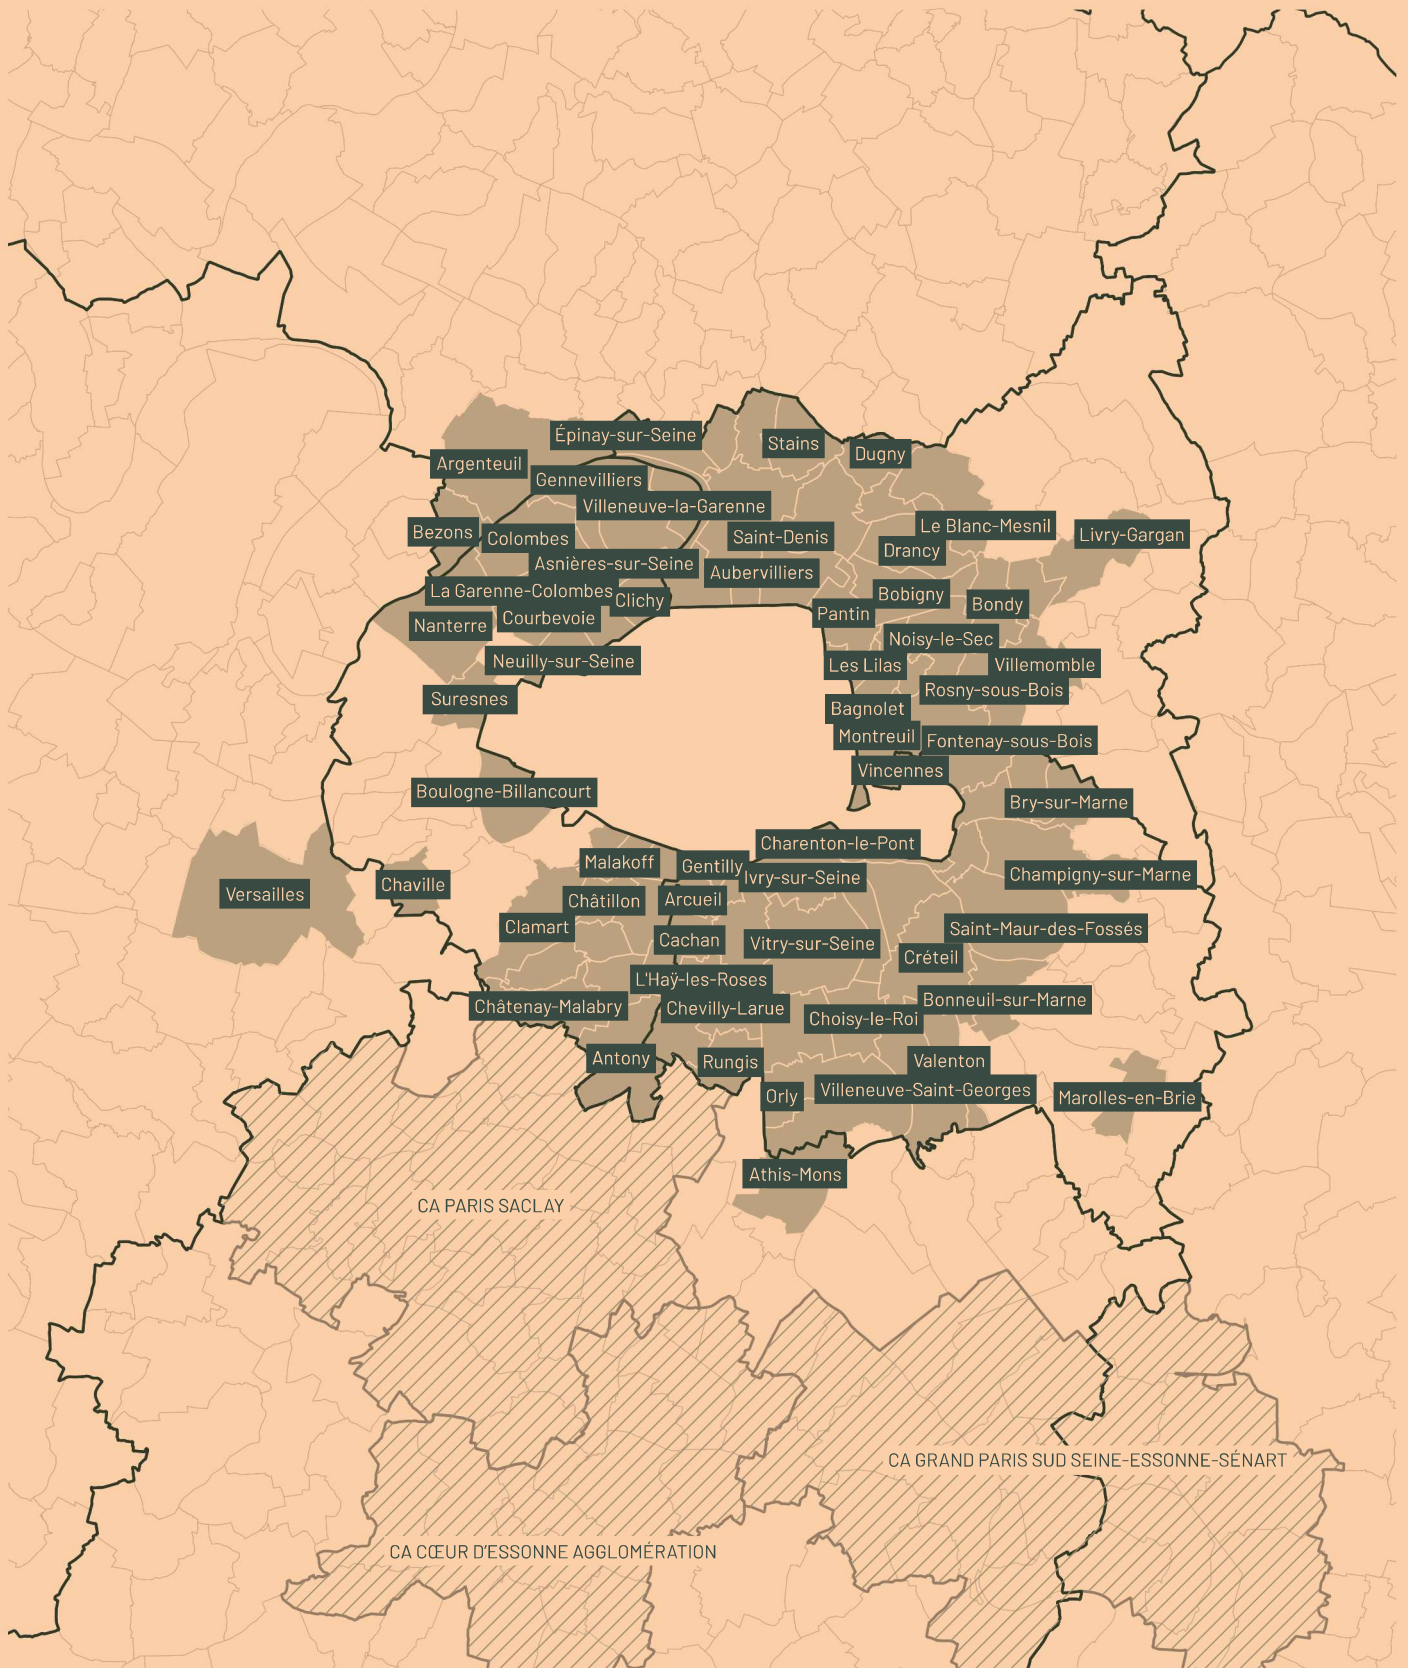 Épinay-sur-Seine
Stains
Dugny
Argenteuil
Gennevilliers
Villeneuve-la-Garenne
Le Blanc-Mesnil
Livry-Gargan
Bezons
Colombes
Saint-Denis
Drancy
Asnières-sur-Seine
Aubervilliers
La Garenne-Colombes
Clichy
Bobigny
Bondy
Nanterre
Courbevoie
Pantin
Noisy-le-Sec
Neuilly-sur-Seine
Les Lilas
Villemomble
Suresnes
Rosny-sous-Bois
Bagnolet
Montreuil
Fontenay-sous-Bois
Vincennes
Boulogne-Billancourt
Bry-sur-Marne
Charenton-le-Pont
Malakoff
Gentilly
Ivry-sur-Seine
Champigny-sur-Marne
Versailles
Chaville
Châtillon
Arcueil
Clamart
Cachan
Vitry-sur-Seine
Saint-Maur-des-Fossés
Créteil
L'Haÿ-les-Roses
Châtenay-Malabry
Chevilly-Larue
Bonneuil-sur-Marne
Choisy-le-Roi
Antony
Rungis
Valenton
Orly
Villeneuve-Saint-Georges
Marolles-en-Brie
Athis-Mons
CA PARIS SACLAY
CA GRAND PARIS SUD SEINE-ESSONNE-SÉNART
CA CŒUR D'ESSONNE AGGLOMÉRATION